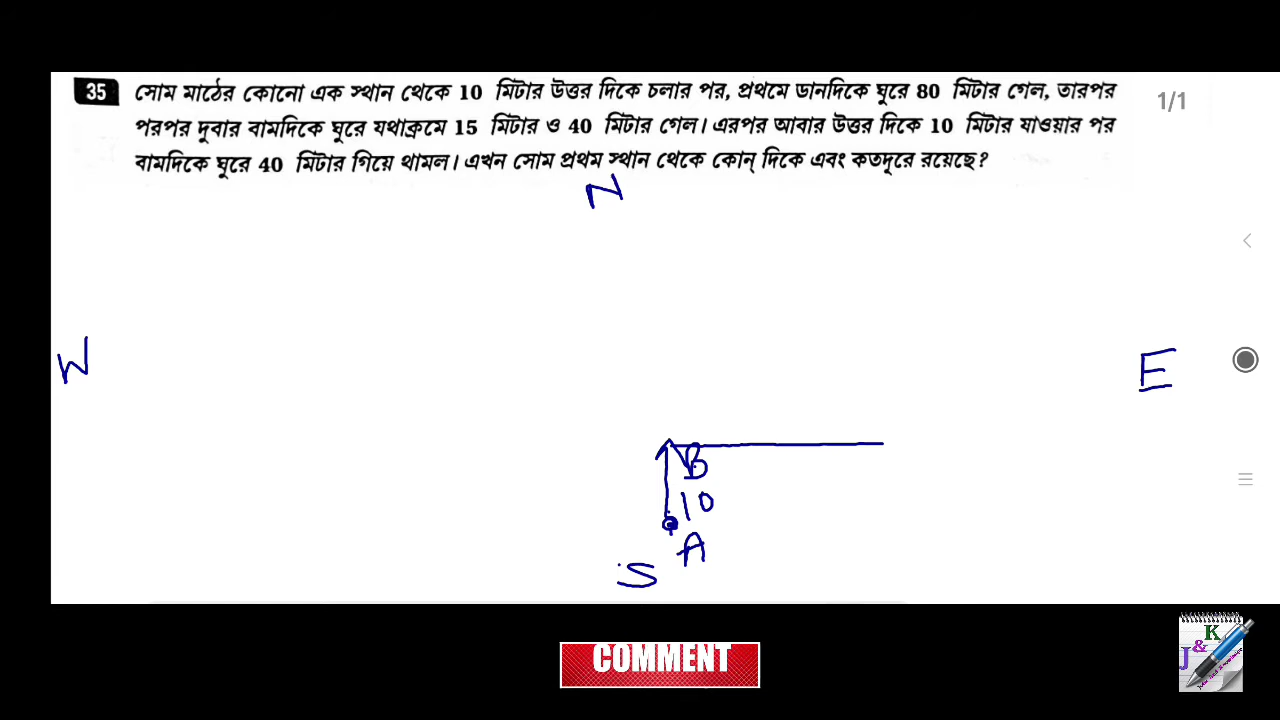 35 সোম মাঠের কোনো এক স্থান থেকে 10 মিটার উত্তর দিকে চলার পর, প্রথমে ডানদিকে ঘুরে 80 মিটার গেল, তারপর
1/1
পরপর দুবার বামদিকে ঘুরে যথাক্রমে 15 মিটার ও 40 মিটার গেল। এরপর আবার উত্তর দিকে 10 মিটার যাওয়ার পর
বামদিকে ঘুরে 40 মিটার গিয়ে থামল। এখন সোম প্রথম স্থান থেকে কোন্ দিকে এবং কতদূরে রয়েছে?
N
W
E
B
10
A
S
COMMENT
J & K